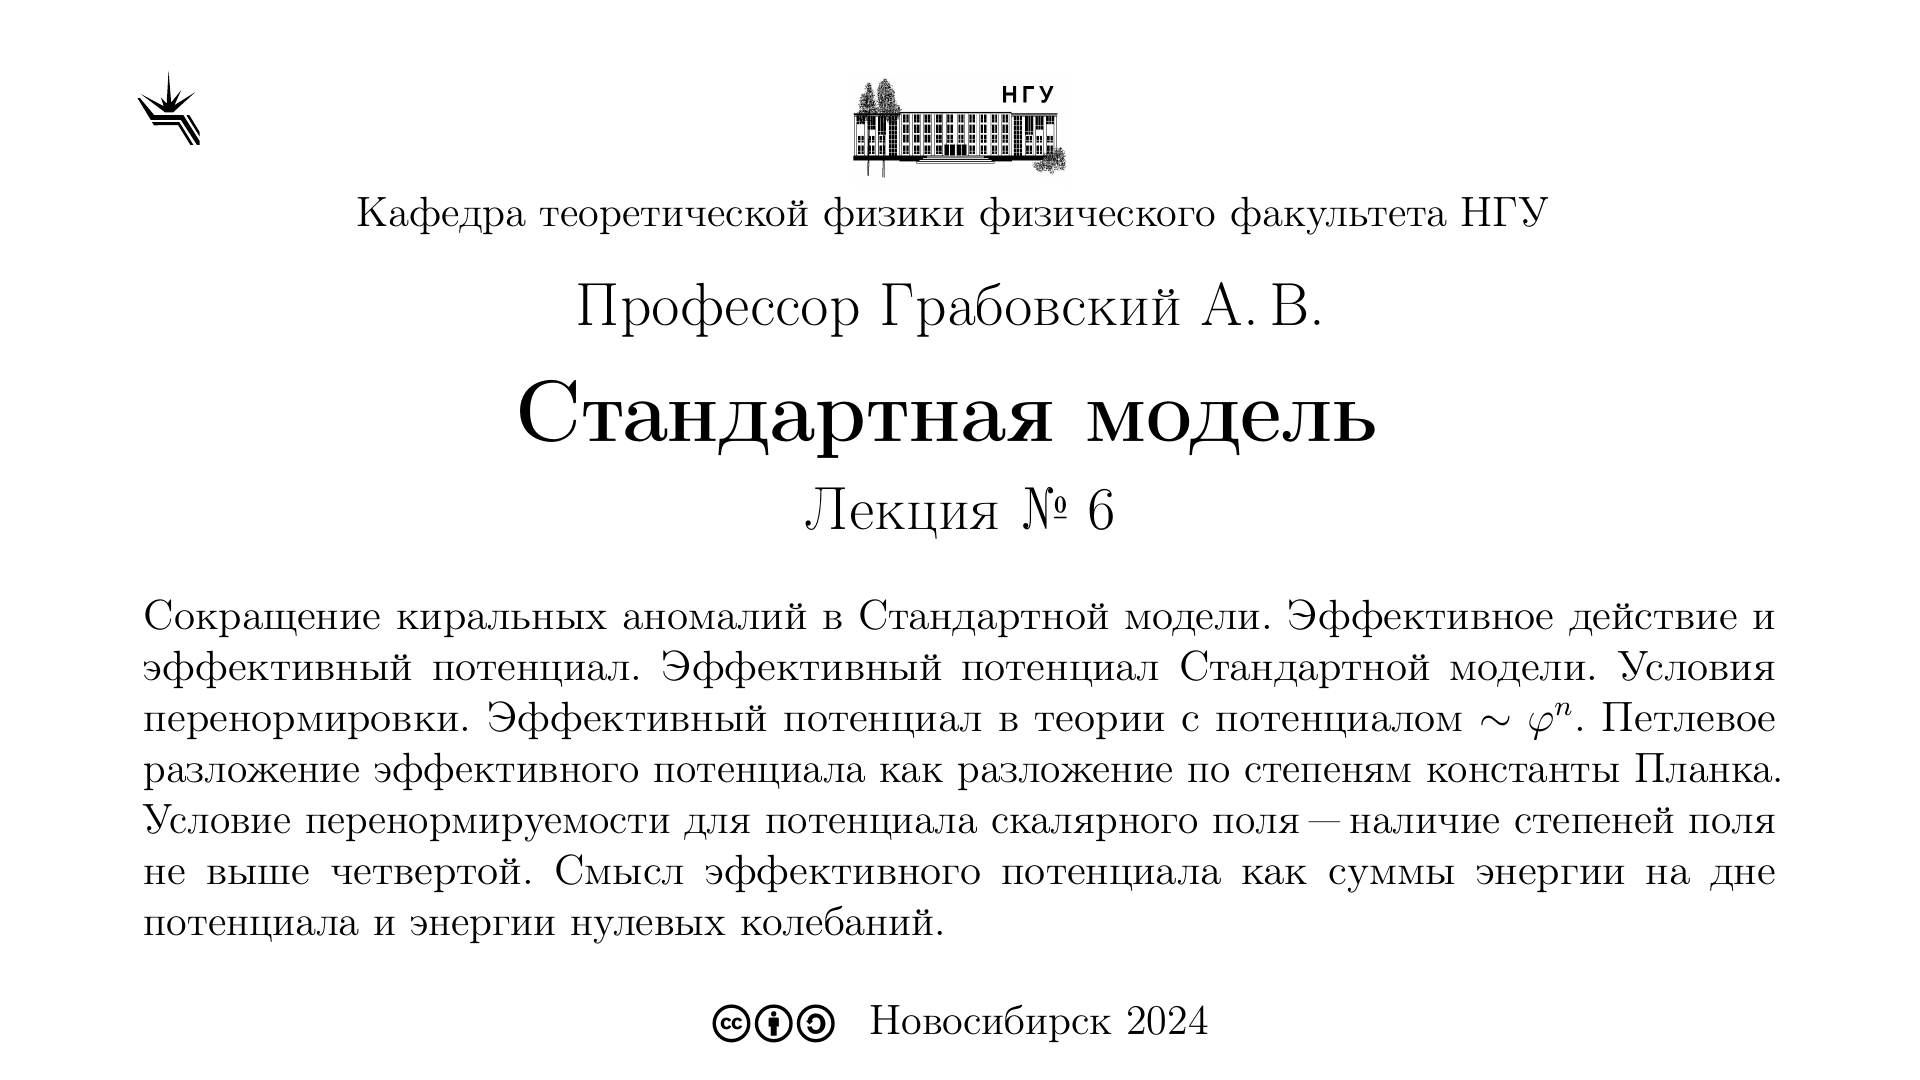 НГУ
Кафедра теоретической физики физического факультета НГУ
Профессор Грабовский А. В.
Стандартная модель
Лекция № 6
Сокращение киральных аномалий в Стандартной модели. Эффективное действие и
эффективный потенциал. Эффективный потенциал Стандартной модели. Условия
перенормировки. Эффективный потенциал в теории с потенциалом ∼ φⁿ. Петлевое
разложение эффективного потенциала как разложение по степеням константы Планка.
Условие перенормируемости для потенциала скалярного поля — наличие степеней поля
не выше четвертой. Смысл эффективного потенциала как суммы энергии на дне
потенциала и энергии нулевых колебаний.
cc Новосибирск 2024